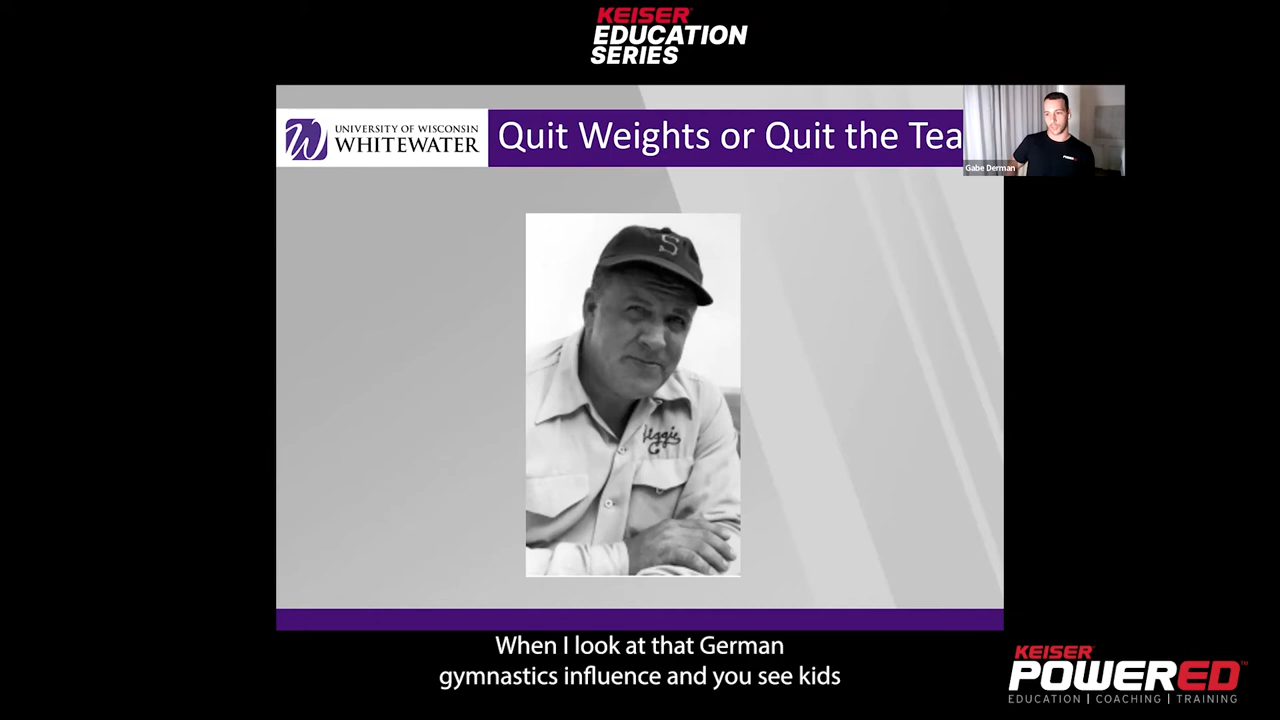 KEISER
EDUCATION
SERIES
UNIVERSITY OF WISCONSIN
WHITEWATER
Quit Weights or Quit the Tea
Gabe Derman
S
When I look at that German
gymnastics influence and you see kids
KEISER
POWERED™
EDUCATION | COACHING | TRAINING